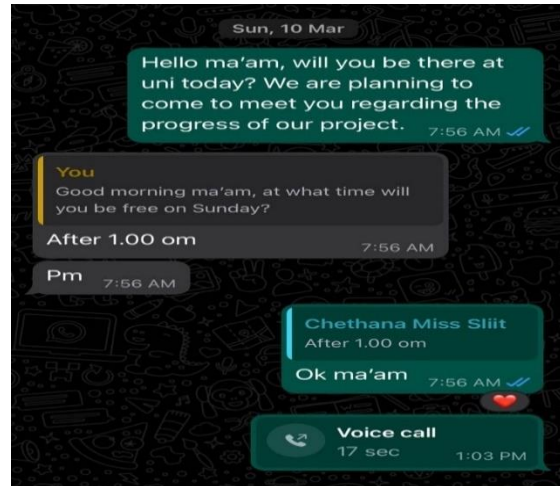 Sun, 10 Mar
Hello ma'am, will you be there at
uni today? We are planning to
come to meet you regarding the
progress of our project.
7:56 AM
You
Good morning ma'am, at what time will
you be free on Sunday?
After 1.00 om
7:56 AM
Pm
7:56 AM
Chethana Miss Sliit
After 1.00 om
Ok ma'am
7:56 AM
Voice call
17 sec
1:03 PM